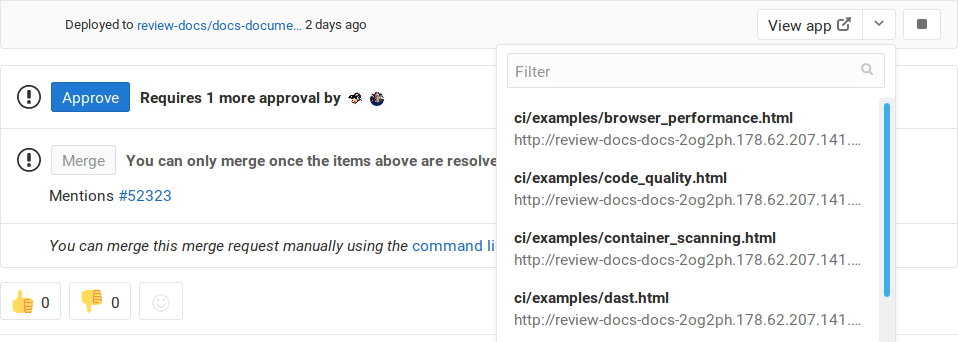 Deployed to review-docs/docs-docume... 2 days ago
View app
Filter
Approve Requires 1 more approval by
ci/examples/browser_performance.html
http://review-docs-docs-2og2ph.178.62.207.141....
Merge You can only merge once the items above are resolve
ci/examples/code_quality.html
http://review-docs-docs-2og2ph.178.62.207.141....
Mentions #52323
ci/examples/container_scanning.html
http://review-docs-docs-2og2ph.178.62.207.141....
You can merge this merge request manually using the command li
ci/examples/dast.html
http://review-docs-docs-2og2ph.178.62.207.141....
0 0